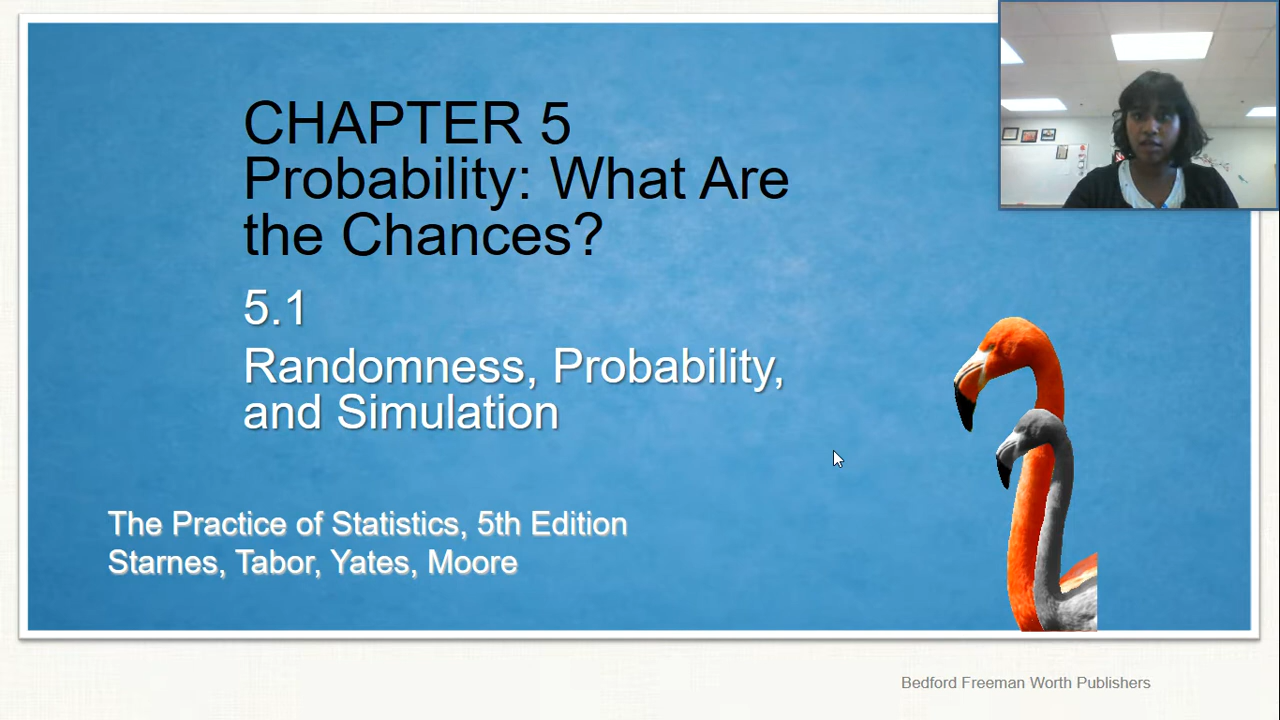 CHAPTER 5
Probability: What Are
the Chances?
5.1
Randomness, Probability,
and Simulation
The Practice of Statistics, 5th Edition
Starnes, Tabor, Yates, Moore
Bedford Freeman Worth Publishers